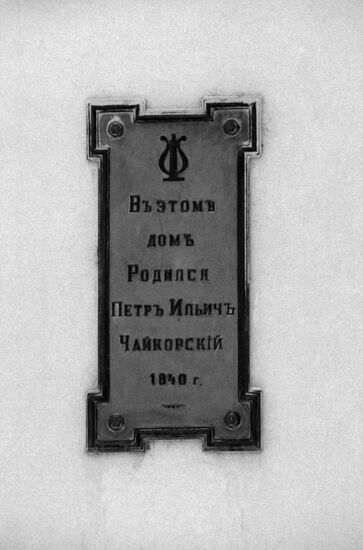 Въ этомъ
домѣ
Родился
Петръ Ильичъ
Чайковскій
1840 г.